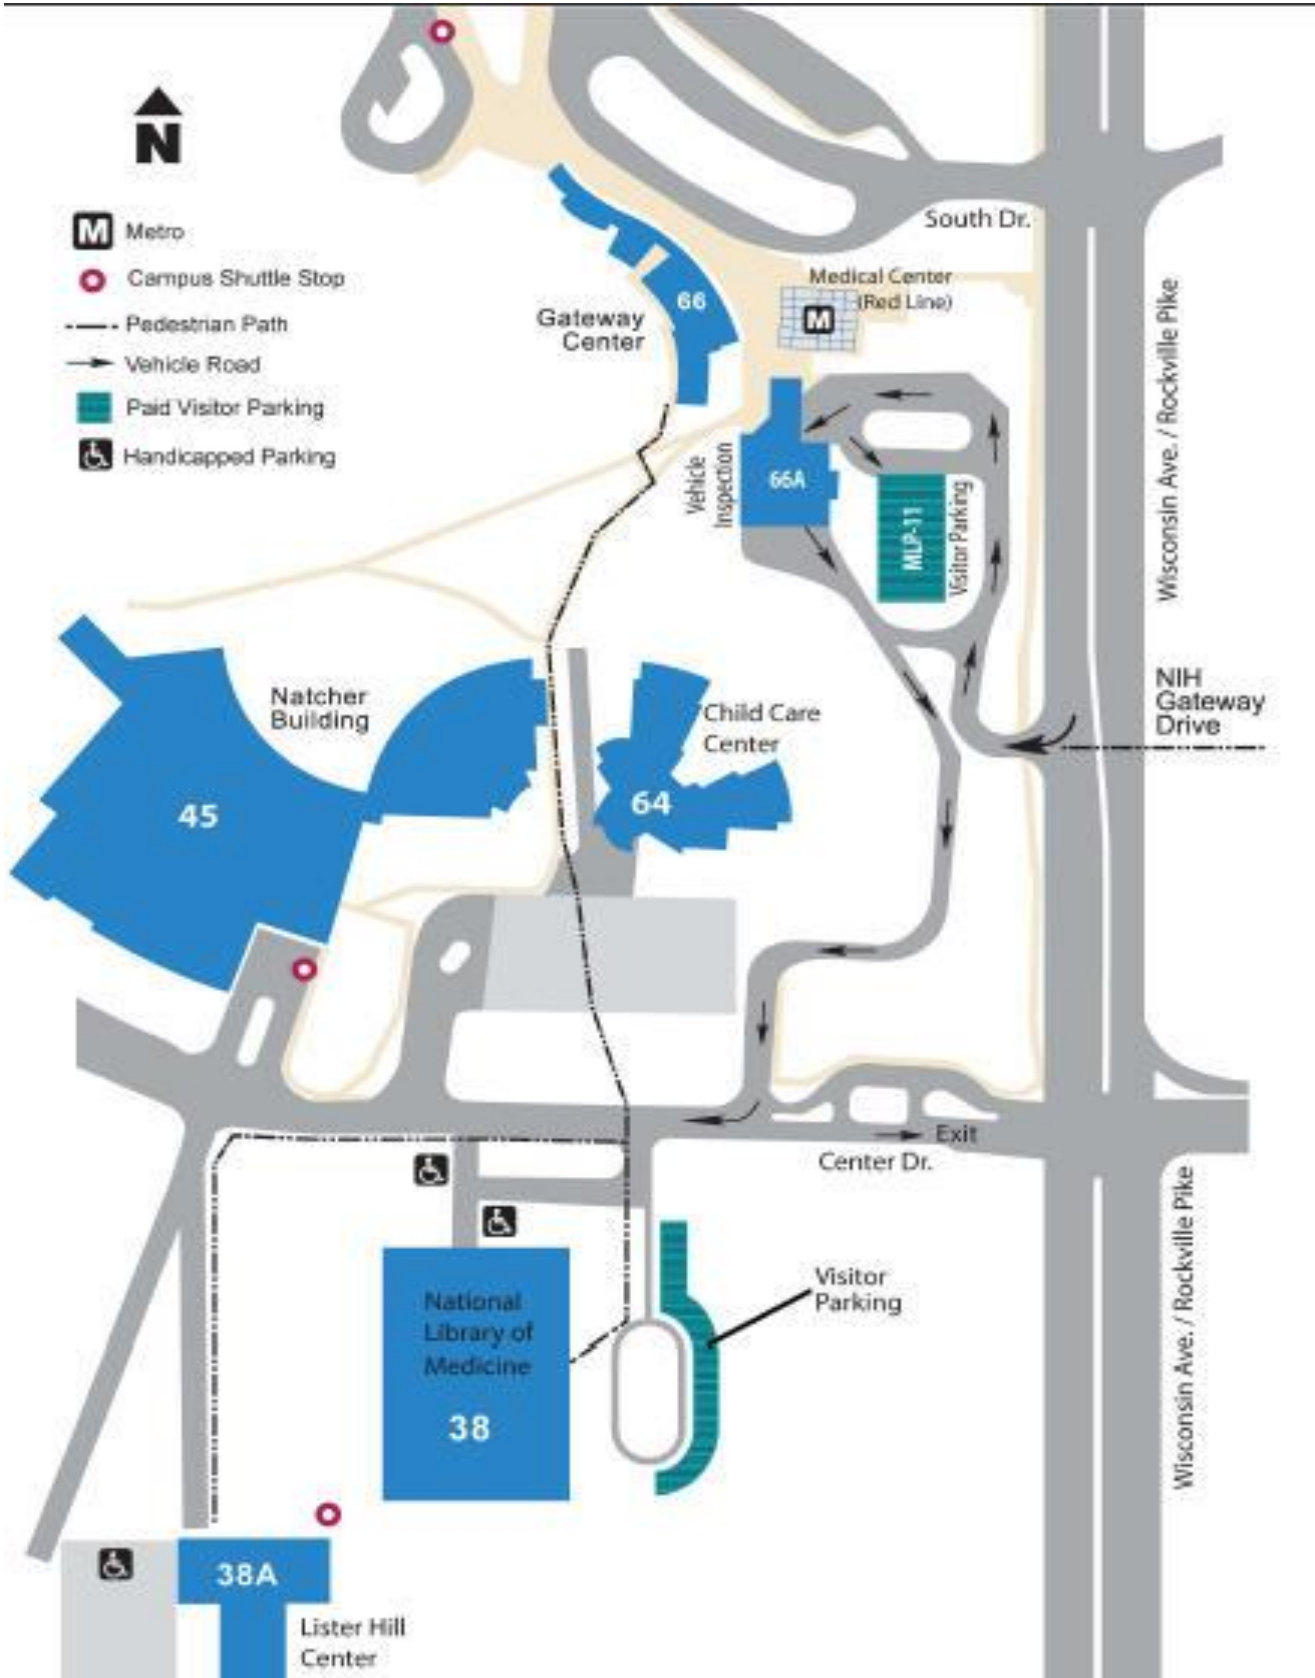 N
M Metro
Campus Shuttle Stop
Pedestrian Path
Vehicle Road
Paid Visitor Parking
Handicapped Parking
South Dr.
Medical Center
(Red Line)
M
66
Gateway
Center
Vehicle
Inspection
66A
MLP-11
Visitor Parking
Wisconsin Ave. / Rockville Pike
NIH
Gateway
Drive
Natcher
Building
45
Child Care
Center
64
Exit
Center Dr.
National
Library of
Medicine
38
Visitor
Parking
Wisconsin Ave. / Rockville Pike
38A
Lister Hill
Center